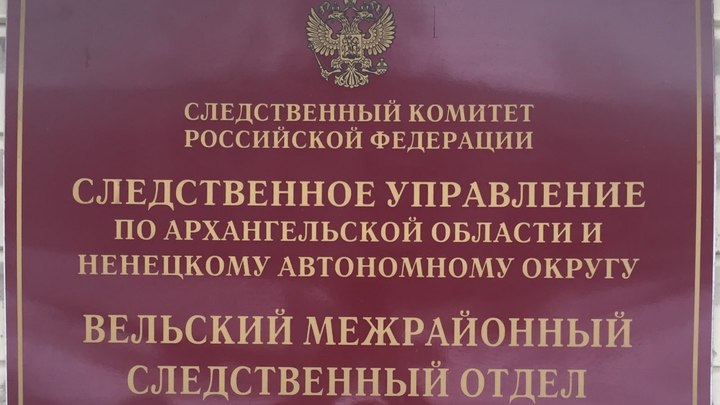 СЛЕДСТВЕННЫЙ КОМИТЕТ
РОССИЙСКОЙ ФЕДЕРАЦИИ
СЛЕДСТВЕННОЕ УПРАВЛЕНИЕ
ПО АРХАНГЕЛЬСКОЙ ОБЛАСТИ И
НЕНЕЦКОМУ АВТОНОМНОМУ ОКРУГУ
ВЕЛЬСКИЙ МЕЖРАЙОННЫЙ
СЛЕДСТВЕННЫЙ ОТДЕЛ